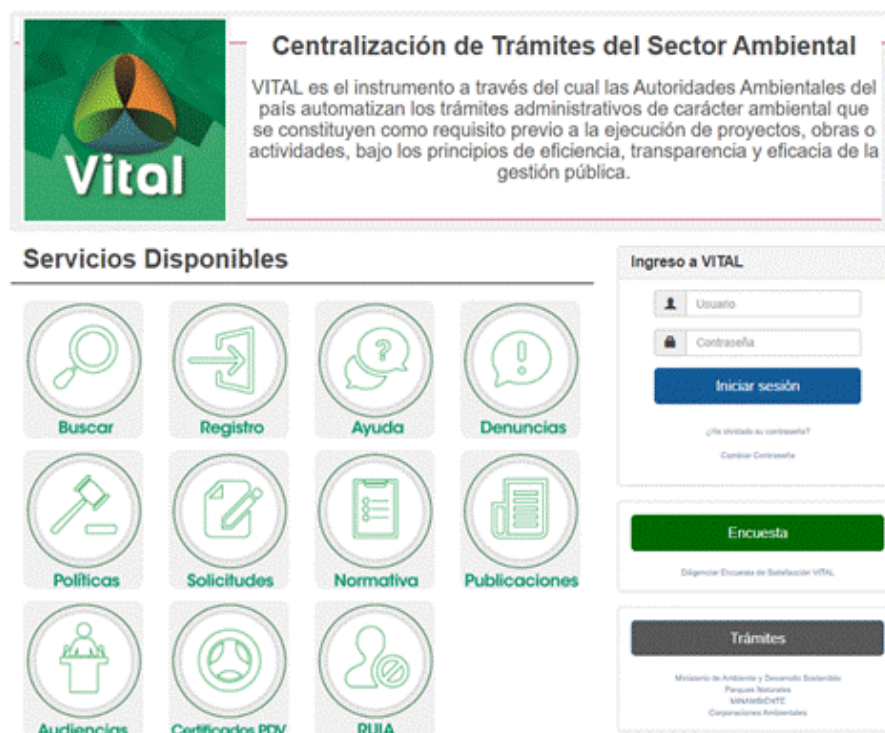 Vital
Centralización de Trámites del Sector Ambiental
VITAL es el instrumento a través del cual las Autoridades Ambientales del
país automatizan los trámites administrativos de carácter ambiental que
se constituyen como requisito previo a la ejecución de proyectos, obras o
actividades, bajo los principios de eficiencia, transparencia y eficacia de la
gestión pública.
Servicios Disponibles
Buscar
Registro
Ayuda
Denuncias
Políticas
Solicitudes
Normativa
Publicaciones
Audiencias
Certificados PDV
RUIA
Ingreso a VITAL
Usuario
Contraseña
Iniciar sesión
¿Ha olvidado su contraseña?
Cambiar Contraseña
Encuesta
Diligenciar Encuesta de Satisfacción VITAL
Trámites
Ministerio de Ambiente y Desarrollo Sostenible
Parques Naturales
MINAMBIENTE
Corporaciones Ambientales